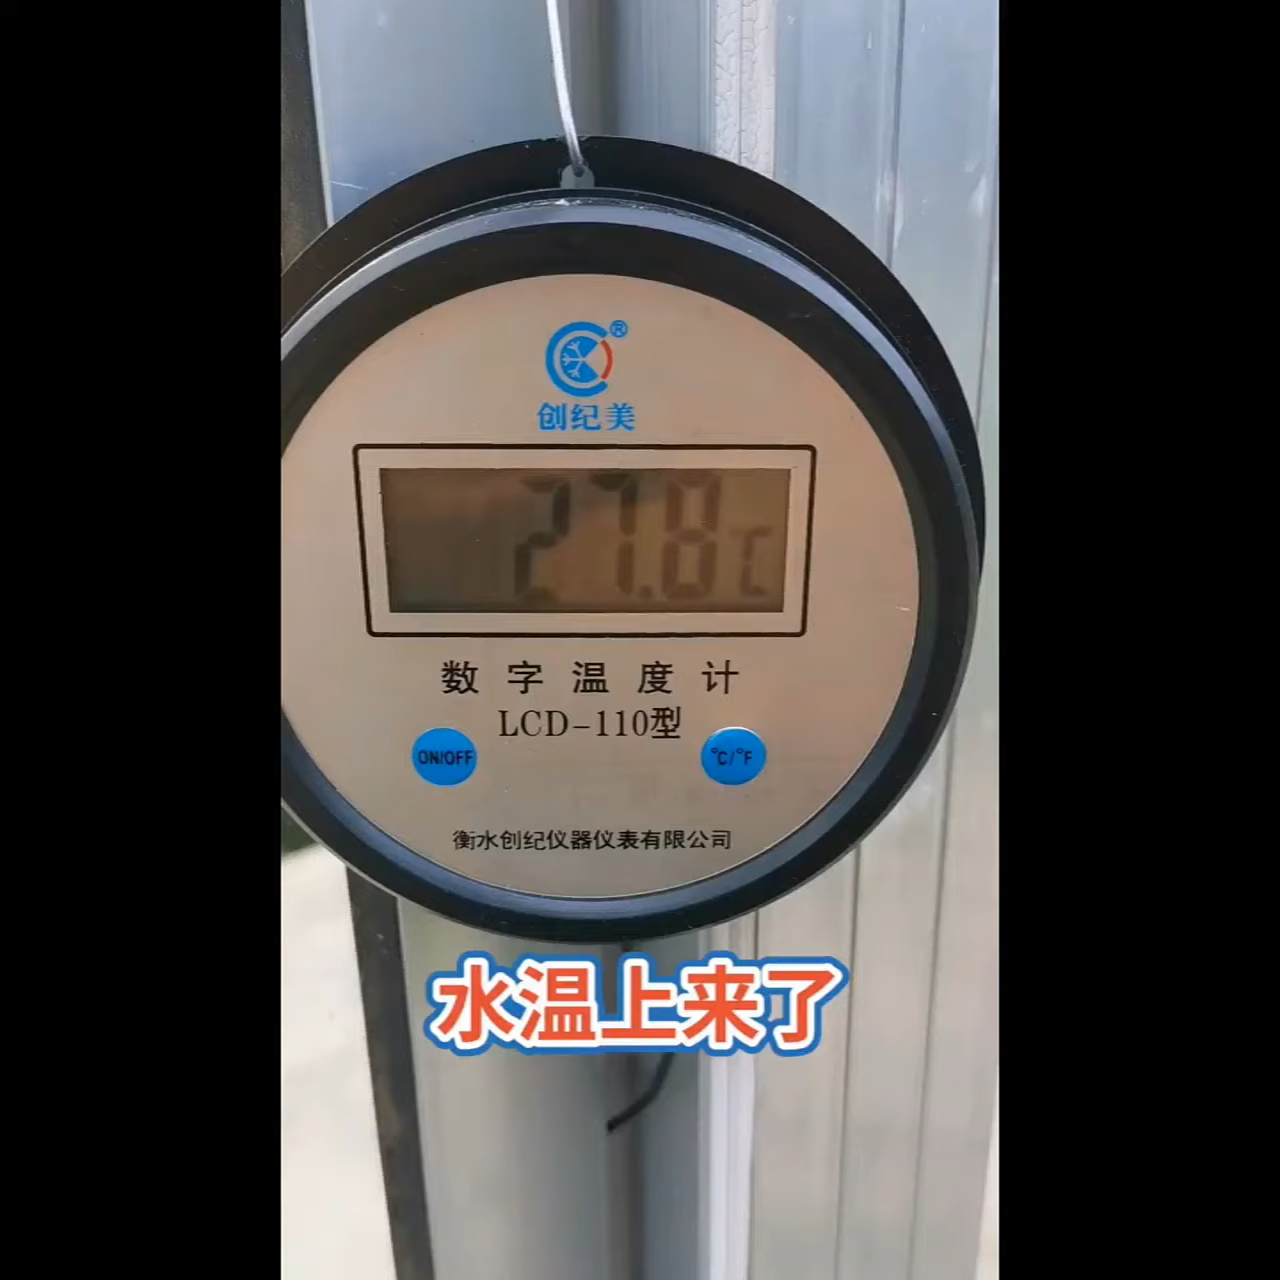 ®
创纪美
27.8℃
数字温度计
LCD-110型
ON/OFF
°C/°F
衡水创纪仪器仪表有限公司
水温上来了